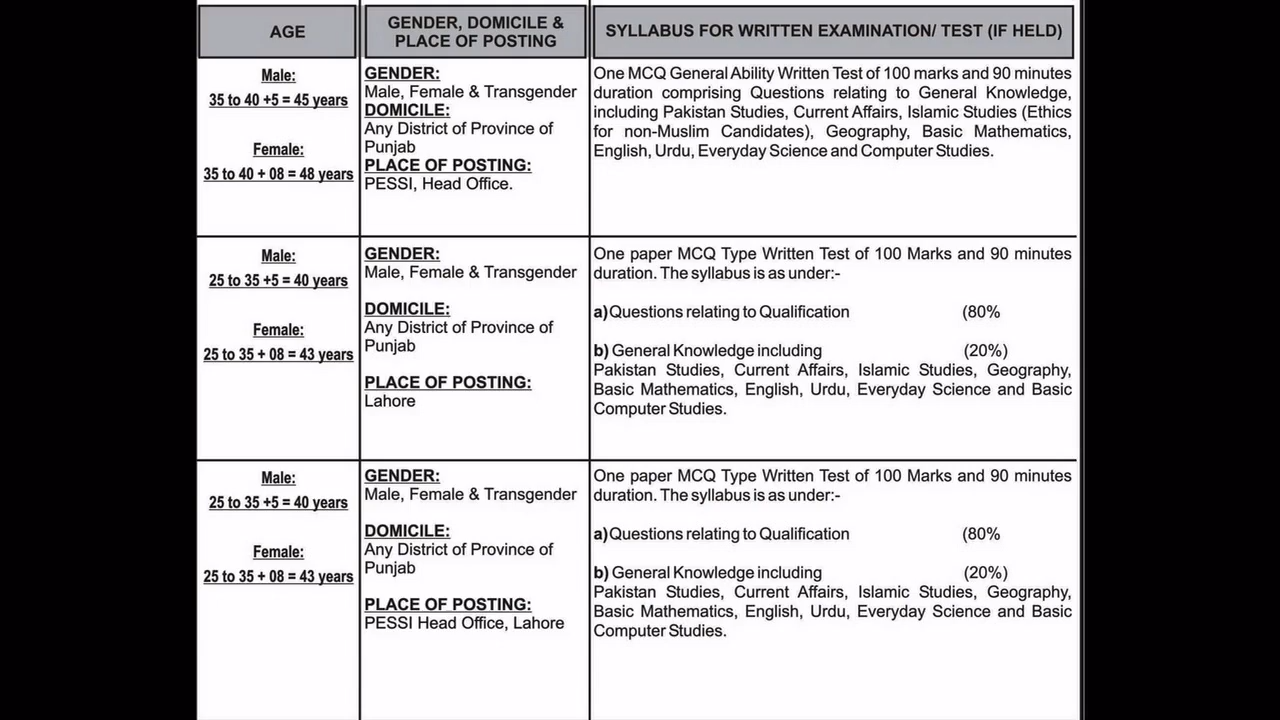 AGE
GENDER, DOMICILE &
PLACE OF POSTING
SYLLABUS FOR WRITTEN EXAMINATION/ TEST (IF HELD)
Male:
35 to 40 +5 = 45 years
Female:
35 to 40 + 08 = 48 years
GENDER:
Male, Female & Transgender
DOMICILE:
Any District of Province of
Punjab
PLACE OF POSTING:
PESSI, Head Office.
One MCQ General Ability Written Test of 100 marks and 90 minutes
duration comprising Questions relating to General Knowledge,
including Pakistan Studies, Current Affairs, Islamic Studies (Ethics
for non-Muslim Candidates), Geography, Basic Mathematics,
English, Urdu, Everyday Science and Computer Studies.
Male:
25 to 35 +5 = 40 years
Female:
25 to 35 + 08 = 43 years
GENDER:
Male, Female & Transgender
DOMICILE:
Any District of Province of
Punjab
PLACE OF POSTING:
Lahore
One paper MCQ Type Written Test of 100 Marks and 90 minutes
duration. The syllabus is as under:-
a)Questions relating to Qualification (80%
b) General Knowledge including (20%)
Pakistan Studies, Current Affairs, Islamic Studies, Geography,
Basic Mathematics, English, Urdu, Everyday Science and Basic
Computer Studies.
Male:
25 to 35 +5 = 40 years
Female:
25 to 35 + 08 = 43 years
GENDER:
Male, Female & Transgender
DOMICILE:
Any District of Province of
Punjab
PLACE OF POSTING:
PESSI Head Office, Lahore
One paper MCQ Type Written Test of 100 Marks and 90 minutes
duration. The syllabus is as under:-
a)Questions relating to Qualification (80%
b) General Knowledge including (20%)
Pakistan Studies, Current Affairs, Islamic Studies, Geography,
Basic Mathematics, English, Urdu, Everyday Science and Basic
Computer Studies.